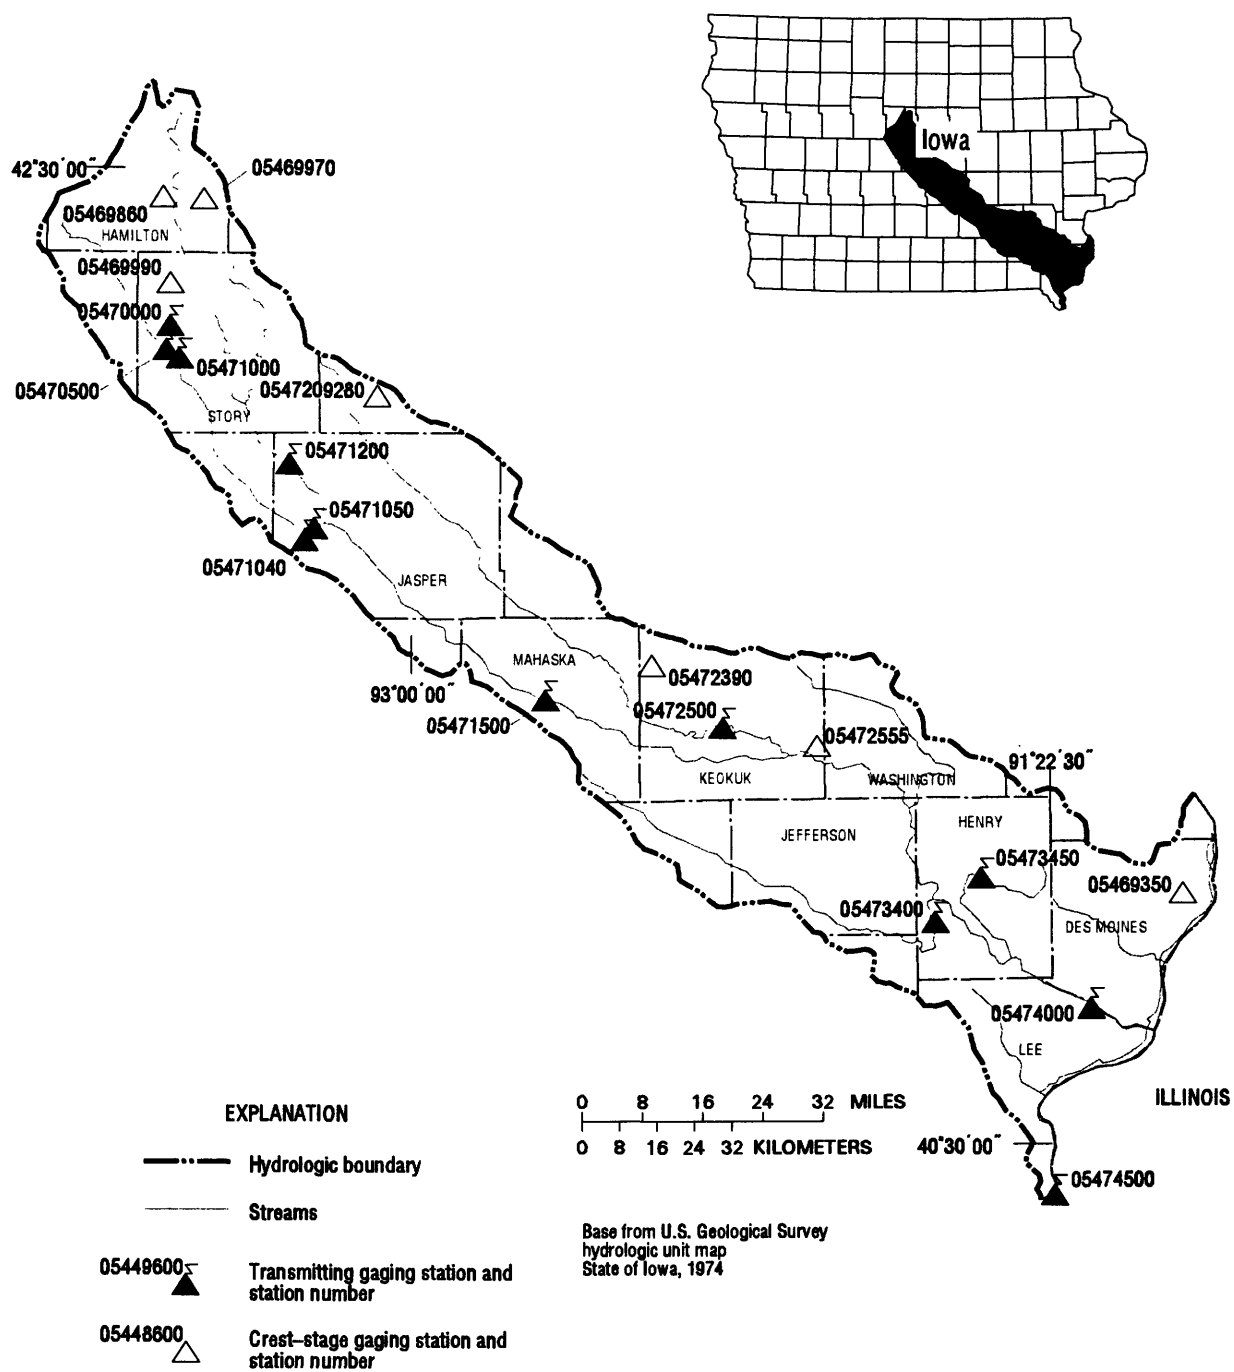 Iowa
42°30'00"
05469970
05469860
HAMILTON
05469990
05470000
05471000
05470500
0547209280
STORY
05471200
05471050
05471040
JASPER
MAHASKA
05472390
93°00'00"
05472500
05471500
05472555
91°22'30"
KEOKUK
WASHINGTON
HENRY
JEFFERSON
05473450
05469350
05473400
DES MOINES
05474000
LEE
ILLINOIS
EXPLANATION
0 8 16 24 32 MILES
0 8 16 24 32 KILOMETERS
40°30'00"
Hydrologic boundary
05474500
Streams
Base from U.S. Geological Survey
hydrologic unit map
State of Iowa, 1974
05449600
Transmitting gaging station and
station number
05448600
Crest-stage gaging station and
station number